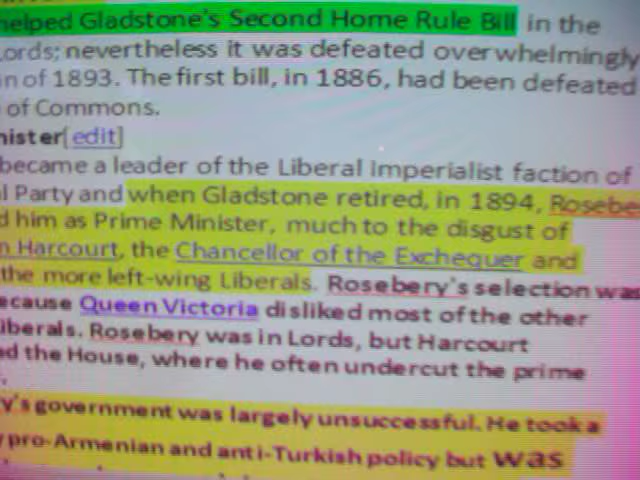 helped Gladstone's Second Home Rule Bill in the
Lords; nevertheless it was defeated overwhelmingly
n of 1893. The first bill, in 1886, had been defeated
of Commons.
nister[edit]
became a leader of the Liberal Imperialist faction of
l Party and when Gladstone retired, in 1894, Rosebe
d him as Prime Minister, much to the disgust of
n Harcourt, the Chancellor of the Exchequer and
the more left-wing Liberals. Rosebery's selection was
ecause Queen Victoria disliked most of the other
iberals. Rosebery was in Lords, but Harcourt
ed the House, where he often undercut the prime
y's government was largely unsuccessful. He took a
pro-Armenian and anti-Turkish policy but was